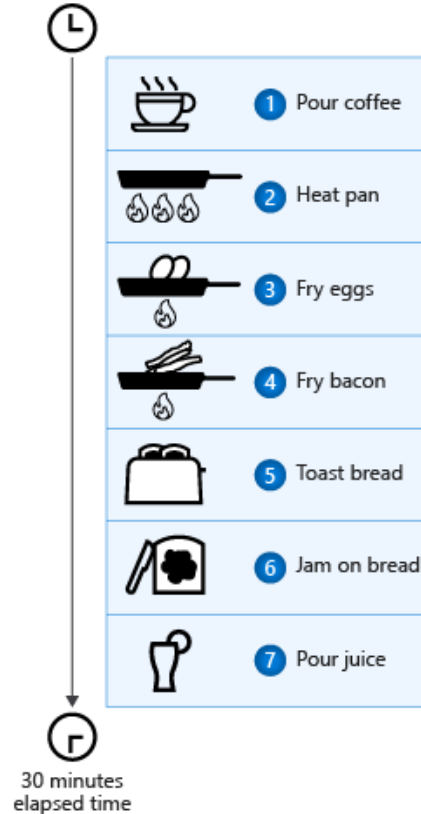 1 Pour coffee
2 Heat pan
3 Fry eggs
4 Fry bacon
5 Toast bread
6 Jam on bread
7 Pour juice
30 minutes
elapsed time